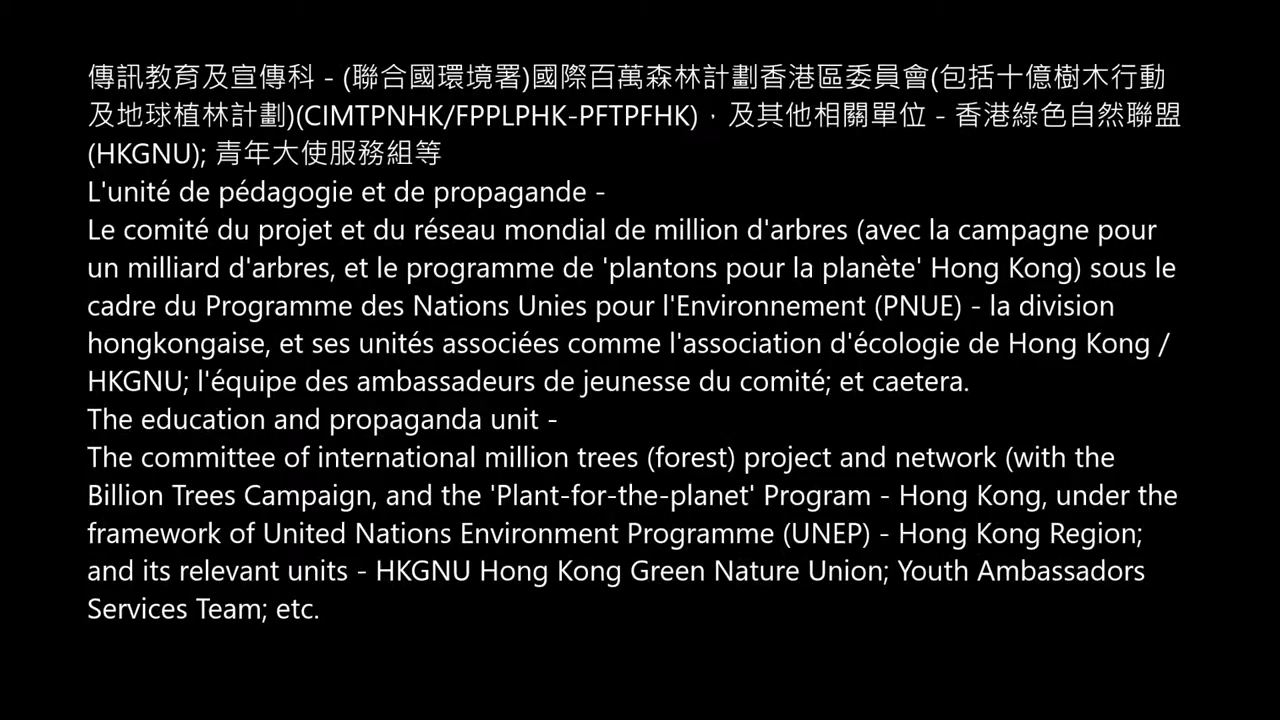 傳訊教育及宣傳科 - (聯合國環境署)國際百萬森林計劃香港區委員會(包括十億樹木行動
及地球植林計劃)(CIMTPNHK/FPPLPHK-PFTPFHK)，及其他相關單位 - 香港綠色自然聯盟
(HKGNU); 青年大使服務組等
L'unité de pédagogie et de propagande -
Le comité du projet et du réseau mondial de million d'arbres (avec la campagne pour
un milliard d'arbres, et le programme de 'plantons pour la planète' Hong Kong) sous le
cadre du Programme des Nations Unies pour l'Environnement (PNUE) - la division
hongkongaise, et ses unités associées comme l'association d'écologie de Hong Kong /
HKGNU; l'équipe des ambassadeurs de jeunesse du comité; et caetera.
The education and propaganda unit -
The committee of international million trees (forest) project and network (with the
Billion Trees Campaign, and the 'Plant-for-the-planet' Program - Hong Kong, under the
framework of United Nations Environment Programme (UNEP) - Hong Kong Region;
and its relevant units - HKGNU Hong Kong Green Nature Union; Youth Ambassadors
Services Team; etc.